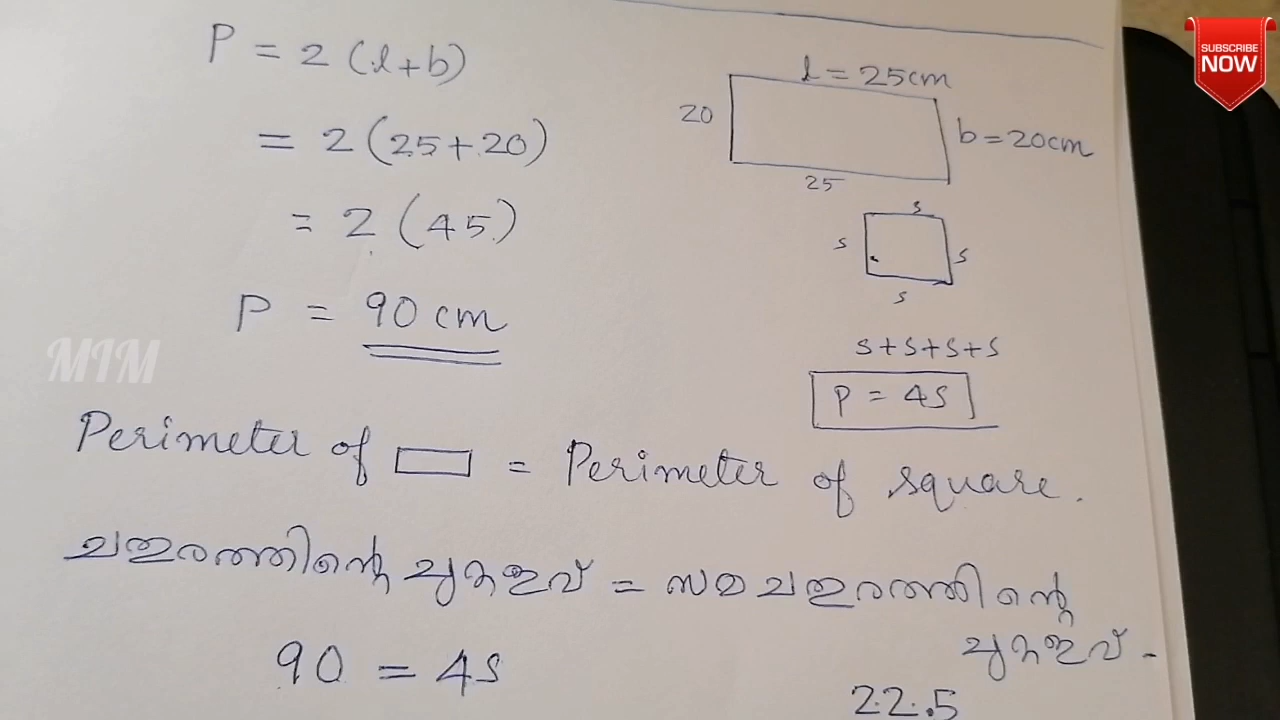 P = 2 (l+b)
= 2 (25+20)
= 2 (45)
P = 90 cm
l = 25cm
20
b = 20cm
25
s
s
s
s
s+s+s+s
P = 4s
Perimeter of ▭ = Perimeter of square.
ചതുരത്തിന്റെ ചുറ്റളവ് = സമചതുരത്തിന്റെ
ചുറ്റളവ്.
90 = 4s
22.5
MIM
SUBSCRIBE
NOW